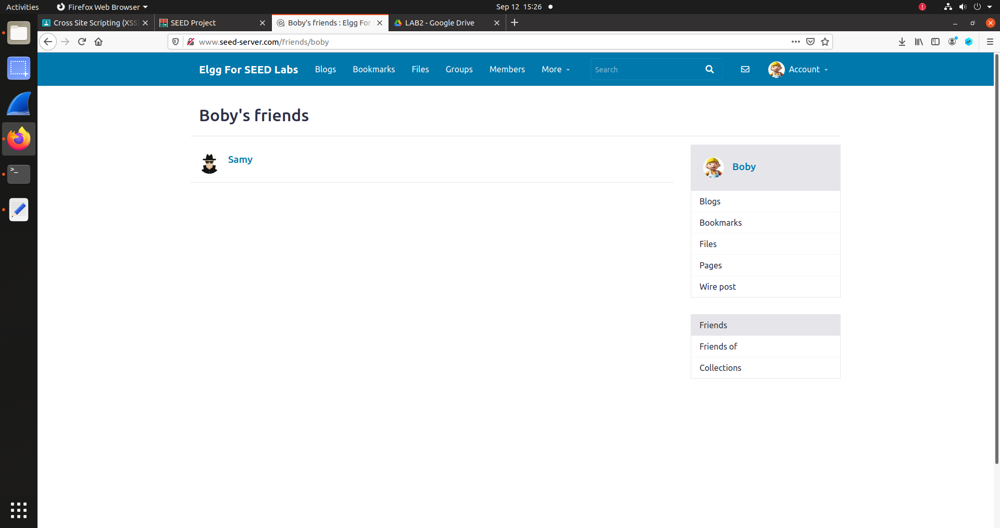 Activities
Firefox Web Browser
Sep 12 15:26
Cross Site Scripting (XSS)
SEED Project
Boby's friends : Elgg For
LAB2 - Google Drive
www.seed-server.com/friends/boby
Elgg For SEED Labs
Blogs
Bookmarks
Files
Groups
Members
More
Search
Account
Boby's friends
Samy
Boby
Blogs
Bookmarks
Files
Pages
Wire post
Friends
Friends of
Collections